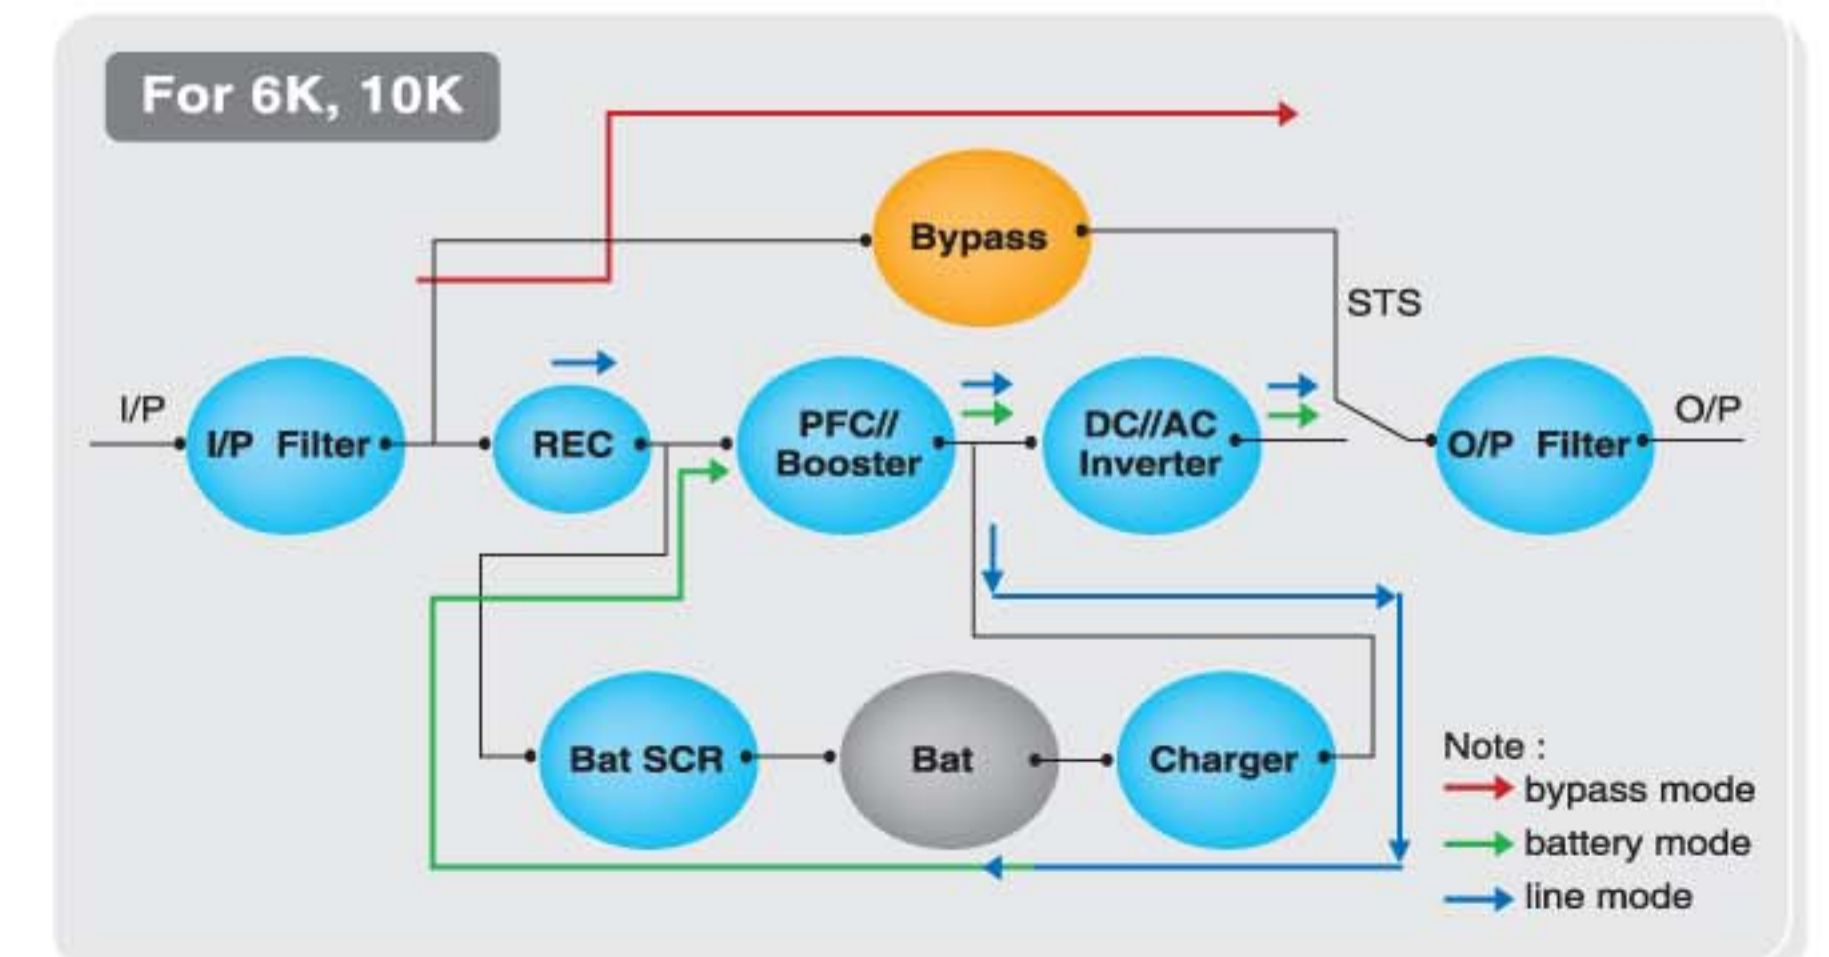 For 6K, 10K
Bypass
STS
I/P
I/P Filter
REC
PFC//
Booster
DC//AC
Inverter
O/P Filter
O/P
Bat SCR
Bat
Charger
Note :
bypass mode
battery mode
line mode